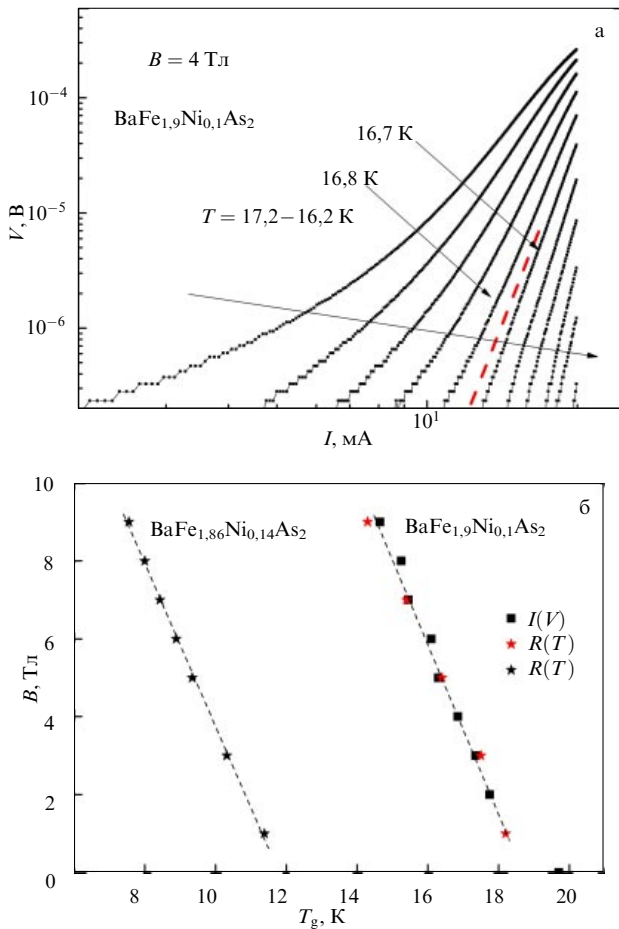 а
B = 4 Тл
10⁻⁴
BaFe₁,₉Ni₀,₁As₂
16,7 К
16,8 К
V, В
10⁻⁵
T = 17,2–16,2 К
10⁻⁶
10¹
I, мА
10
б
BaFe₁,₈₆Ni₀,₁₄As₂
BaFe₁,₉Ni₀,₁As₂
8
I(V)
R(T)
R(T)
6
B, Тл
4
2
0
8 10 12 14 16 18 20
Tg, К